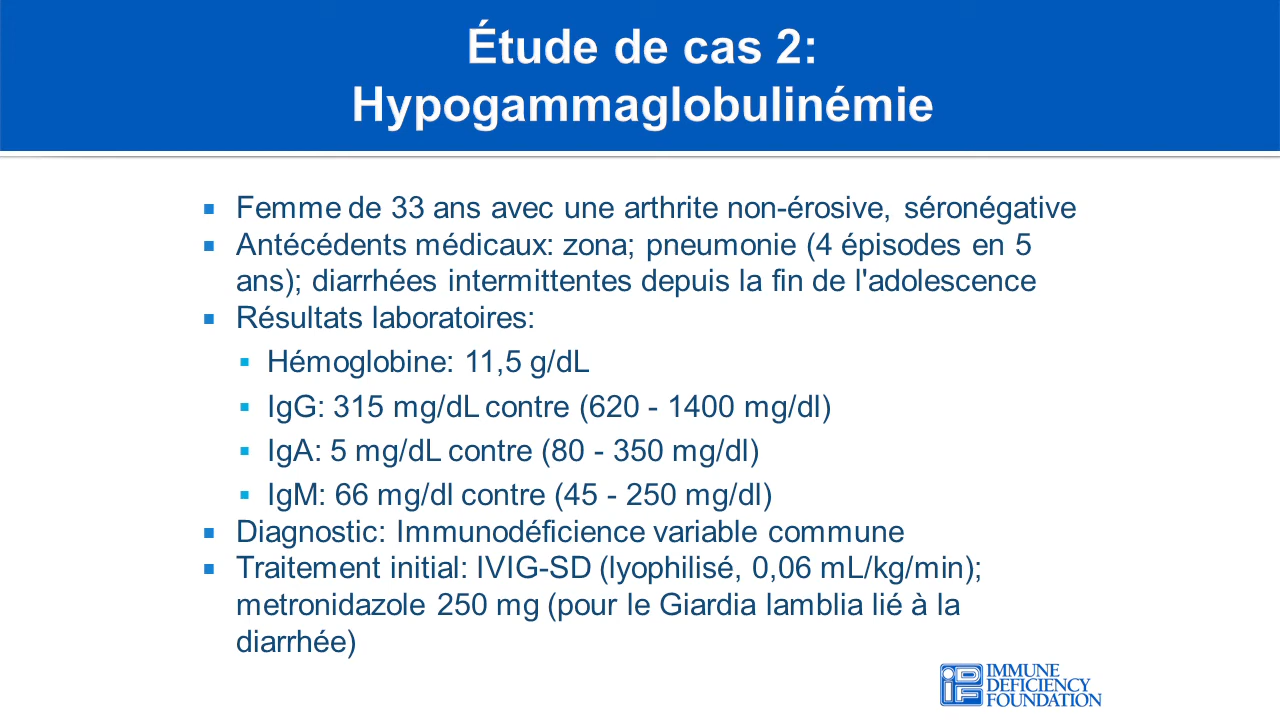 Étude de cas 2:
Hypogammaglobulinémie
Femme de 33 ans avec une arthrite non-érosive, séronégative
Antécédents médicaux: zona; pneumonie (4 épisodes en 5
ans); diarrhées intermittentes depuis la fin de l'adolescence
Résultats laboratoires:
Hémoglobine: 11,5 g/dL
IgG: 315 mg/dL contre (620 - 1400 mg/dl)
IgA: 5 mg/dL contre (80 - 350 mg/dl)
IgM: 66 mg/dl contre (45 - 250 mg/dl)
Diagnostic: Immunodéficience variable commune
Traitement initial: IVIG-SD (lyophilisé, 0,06 mL/kg/min);
metronidazole 250 mg (pour le Giardia lamblia lié à la
diarrhée)
IDF
IMMUNE
DEFICIENCY
FOUNDATION